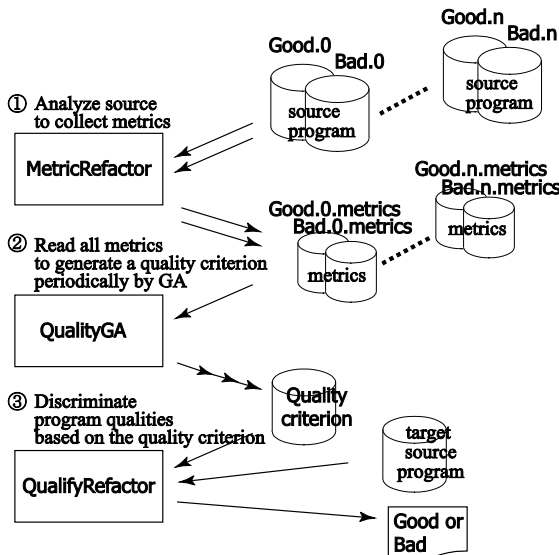 Good.0
Bad.0
source
program
Good.n
Bad.n
source
program
① Analyze source
to collect metrics
MetricRefactor
Good.0.metrics
Bad.0.metrics
metrics
Good.n.metrics
Bad.n.metrics
metrics
② Read all metrics
to generate a quality criterion
periodically by GA
QualityGA
Quality
criterion
③ Discriminate
program qualities
based on the quality criterion
QualifyRefactor
target
source
program
Good or
Bad